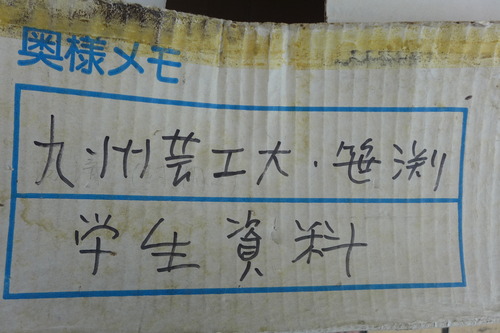 奥様メモ
九州芸工大・笹渕
学生資料